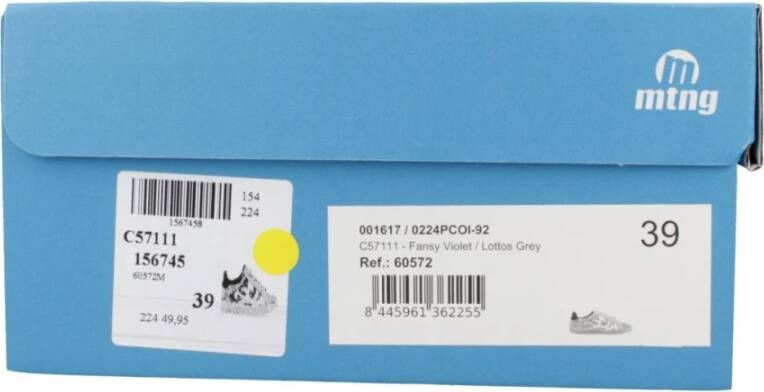 m
mtng
154
224
1567458
C57111
156745
60572M
39
224 49,95
001617 / 0224PCOI-92
C57111 - Fansy Violet / Lottos Grey
Ref.: 60572
39
8 445961 362255